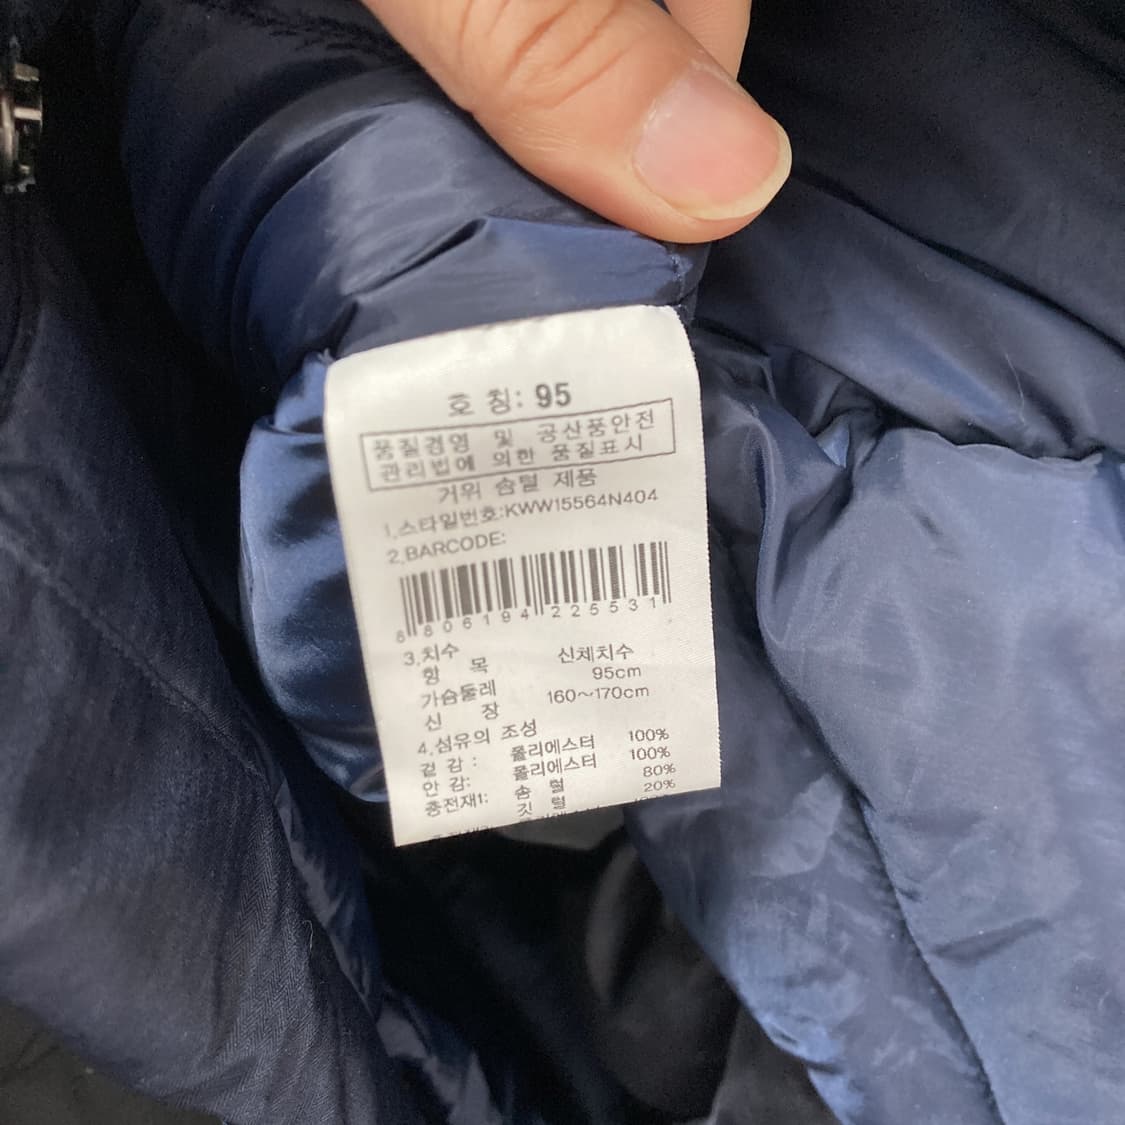 호 칭: 95
품질경영 및 공산품안전
관리법에 의한 품질표시
거위 솜털 제품
1.스타일번호:KWW15564N404
2.BARCODE:
8 806194 225531
3.치수
항 목 신체치수
가슴둘레 95cm
신 장 160~170cm
4.섬유의 조성
겉 감: 폴리에스터 100%
안 감: 폴리에스터 100%
충전재1: 솜 털 80%
깃 털 20%